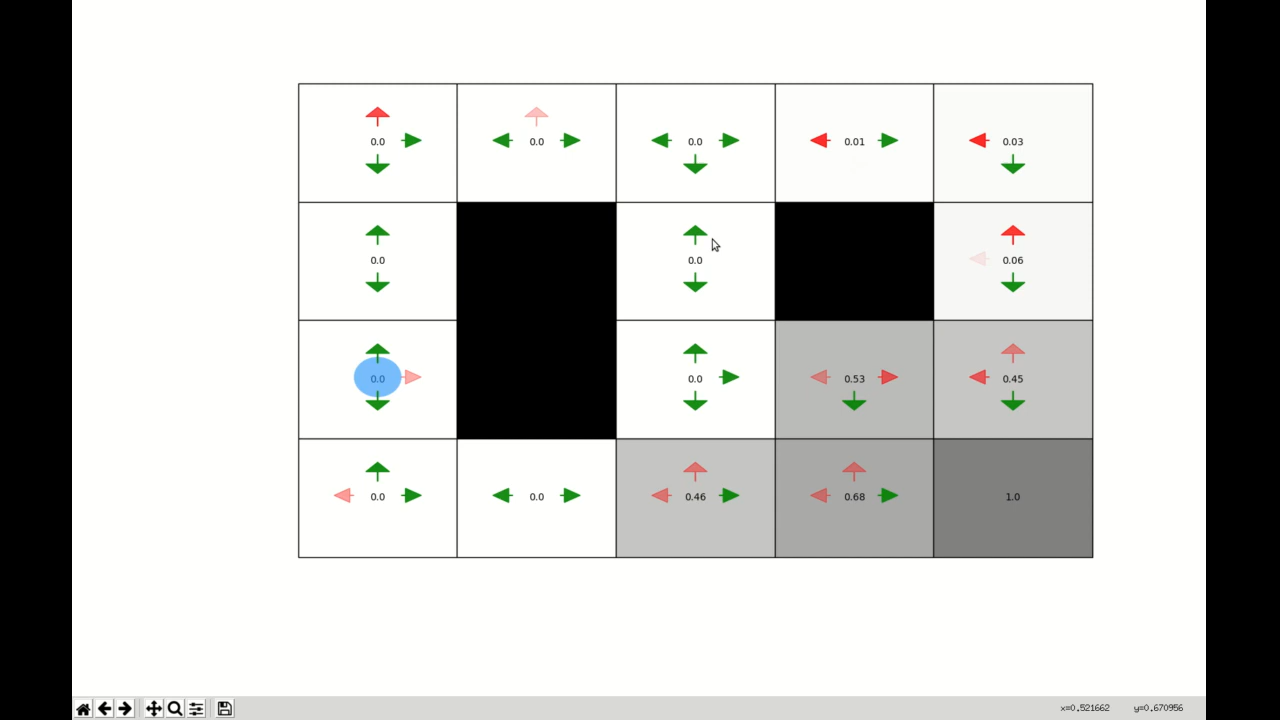 0.0 0.0 0.0 0.01 0.03
0.0 0.0 0.06
0.0 0.0 0.53 0.45
0.0 0.0 0.46 0.68 1.0
x=0.521662 y=0.670956